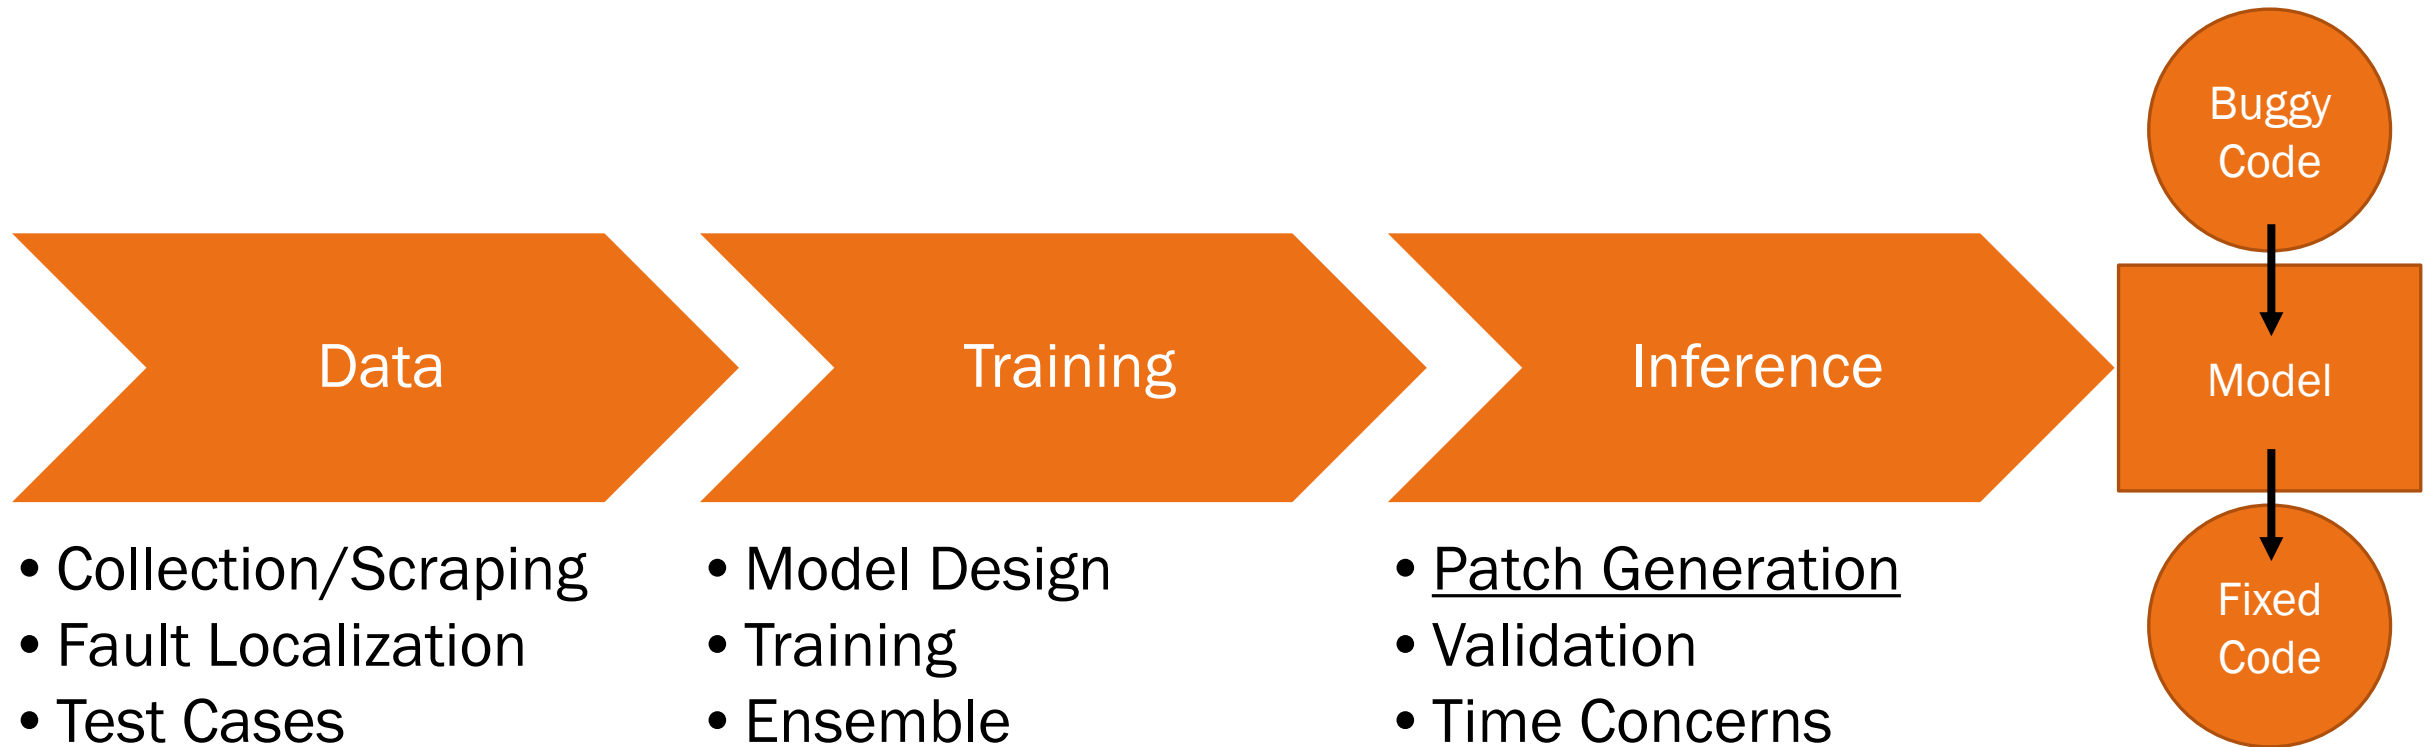 Data
• Collection/Scraping
• Fault Localization
• Test Cases
Training
• Model Design
• Training
• Ensemble
Inference
• Patch Generation
• Validation
• Time Concerns
Buggy
Code
Model
Fixed
Code